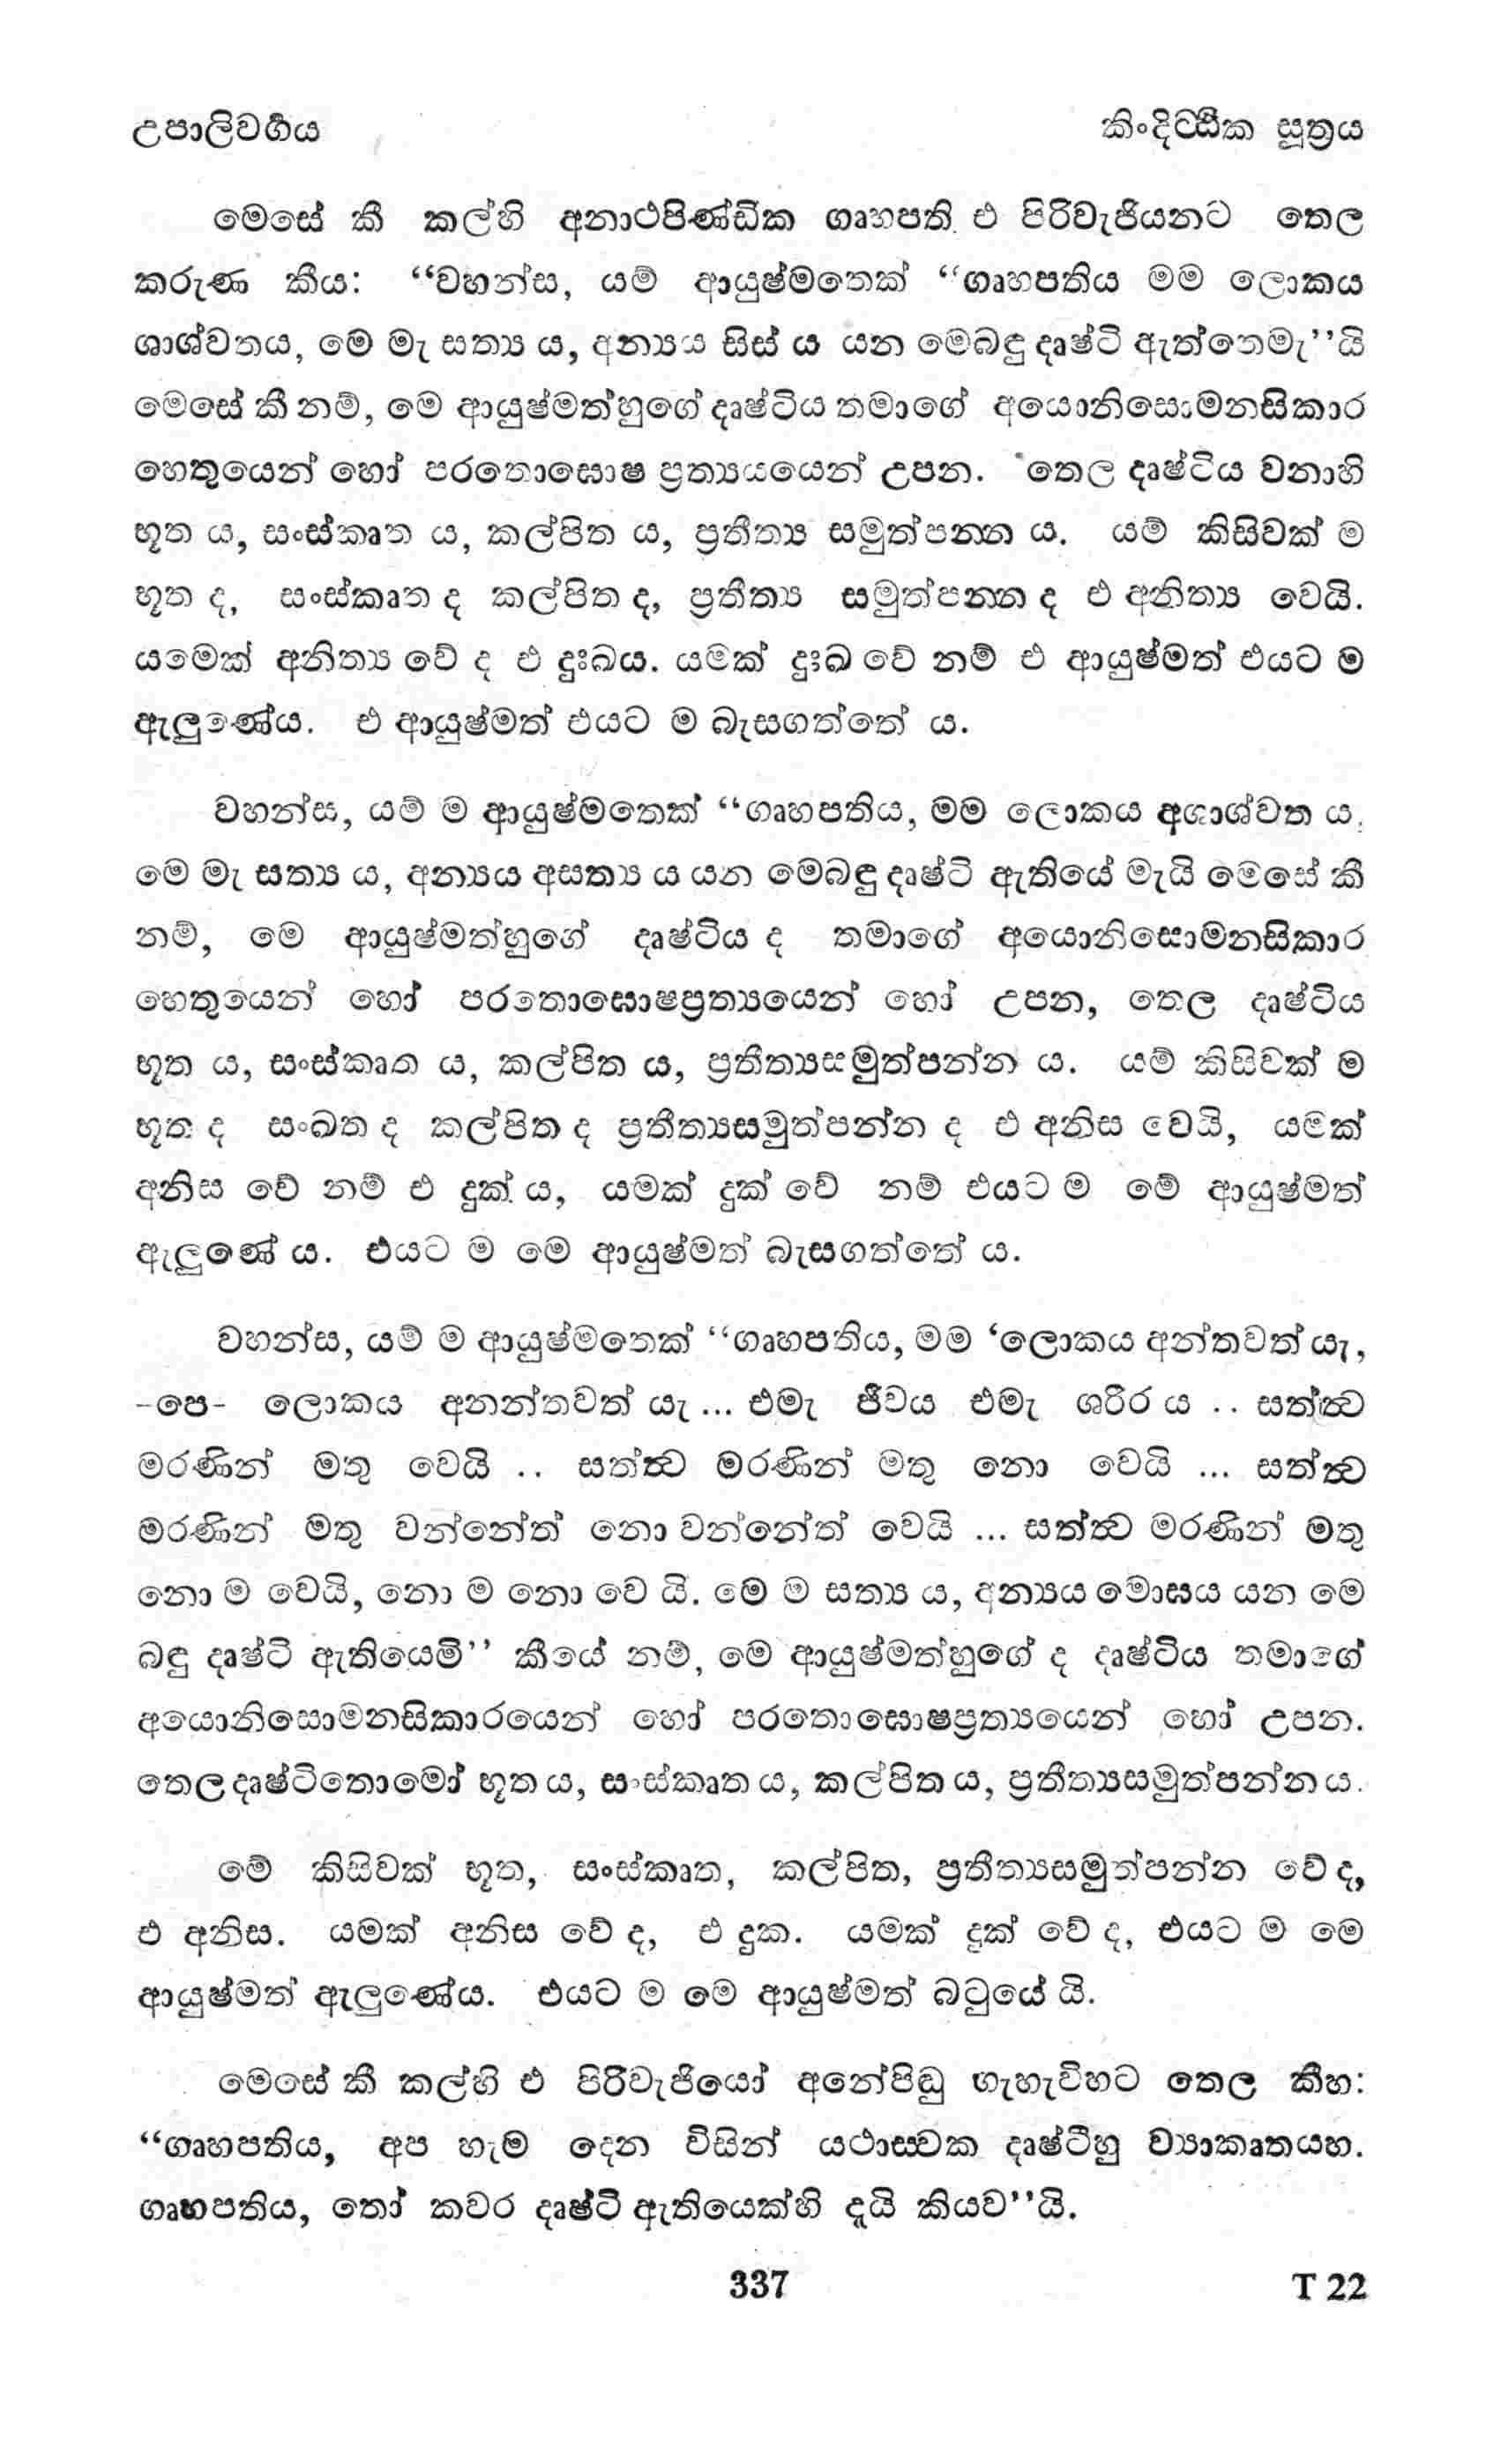 උපාලිවර්‍ගය
කිංදිට්ඨික සූත්‍රය
මෙසේ කී කල්හි අනාථපිණ්ඩික ගෘහපති එ පිරිවැජියනට තෙල
කරුණ කීය: “වහන්ස, යම් ආයුෂ්මතෙක් “ගෘහපතිය මම ලොකය
ශාශ්වතය, මෙ මැ සත්‍ය ය, අන්‍යය සිස් ය යන මෙබඳු දෘෂ්ටි ඇත්තෙමැ’’යි
මෙසේ කී නම්, මෙ ආයුෂ්මත්හුගේ දෘෂ්ටිය තමාගේ අයොනිසොමනසිකාර
හෙතුයෙන් හෝ පරතොඝොෂ ප්‍රත්‍යයයෙන් උපන. තෙල දෘෂ්ටිය වනාහි
භූත ය, සංස්කෘත ය, කල්පිත ය, ප්‍රතීත්‍ය සමුත්පන්‍න ය. යම් කිසිවක් ම
භූත ද, සංස්කෘත ද කල්පිත ද, ප්‍රතීත්‍ය සමුත්පන්‍න ද එ අනිත්‍ය වෙයි.
යමෙක් අනිත්‍ය වේ ද එ දුඃඛය. යමක් දුඃඛ වේ නම් එ ආයුෂ්මත් එයට ම
ඇලුණේය. එ ආයුෂ්මත් එයට ම බැසගත්තේ ය.
වහන්ස, යම් ම ආයුෂ්මතෙක් “ගෘහපතිය, මම ලොකය අශාශ්වත ය,
මෙ මැ සත්‍ය ය, අන්‍යය අසත්‍ය ය යන මෙබඳු දෘෂ්ටි ඇතියේ මැයි මෙසේ කී
නම්, මෙ ආයුෂ්මත්හුගේ දෘෂ්ටිය ද තමාගේ අයොනිසොමනසිකාර
හෙතුයෙන් හෝ පරතොඝොෂප්‍රත්‍යයෙන් හෝ උපන, තෙල දෘෂ්ටිය
භූත ය, සංස්කෘත ය, කල්පිත ය, ප්‍රතීත්‍යසමුත්පන්න ය. යම් කිසිවක් ම
භූත ද සංඛත ද කල්පිත ද ප්‍රතීත්‍යසමුත්පන්න ද එ අනිස වෙයි, යමක්
අනිස වේ නම් එ දුක් ය, යමක් දුක් වේ නම් එයට ම මේ ආයුෂ්මත්
ඇලුණේ ය. එයට ම මෙ ආයුෂ්මත් බැසගත්තේ ය.
වහන්ස, යම් ම ආයුෂ්මතෙක් “ගෘහපතිය, මම ‘ලොකය අන්තවත් යැ,
-පෙ- ලොකය අනන්තවත් යැ ... එමැ ජීවය එමැ ශරීර ය .. සත්ත්‍ව
මරණින් මතු වෙයි .. සත්ත්‍ව මරණින් මතු නො වෙයි ... සත්ත්‍ව
මරණින් මතු වන්නේත් නො වන්නේත් වෙයි ... සත්ත්‍ව මරණින් මතු
නො ම වෙයි, නො ම නො වෙ යි. මෙ ම සත්‍ය ය, අන්‍යය මොඝය යන මෙ
බඳු දෘෂ්ටි ඇතියෙමි’’ කීයේ නම්, මෙ ආයුෂ්මත්හුගේ ද දෘෂ්ටිය තමාගේ
අයොනිසොමනසිකාරයෙන් හෝ පරතොඝොෂප්‍රත්‍යයෙන් හෝ උපන.
තෙල දෘෂ්ටිතොමෝ භූත ය, සංස්කෘත ය, කල්පිත ය, ප්‍රතීත්‍යසමුත්පන්න ය.
මේ කිසිවක් භූත, සංස්කෘත, කල්පිත, ප්‍රතීත්‍යසමුත්පන්න වේ ද,
එ අනිස. යමක් අනිස වේ ද, එ දුක. යමක් දුක් වේ ද, එයට ම මෙ
ආයුෂ්මත් ඇලුණේය. එයට ම මෙ ආයුෂ්මත් බටුයේ යි.
මෙසේ කී කල්හි එ පිරිවැජියෝ අනේපිඬු ගැහැවිහට තෙල කීහ:
“ගෘහපතිය, අප හැම දෙන විසින් යථාස්‍වක දෘෂ්ටීහු ව්‍යාකෘතයහ.
ගෘහපතිය, තෝ කවර දෘෂ්ටි ඇතියෙක්හි දැයි කියව’’යි.
337
T 22